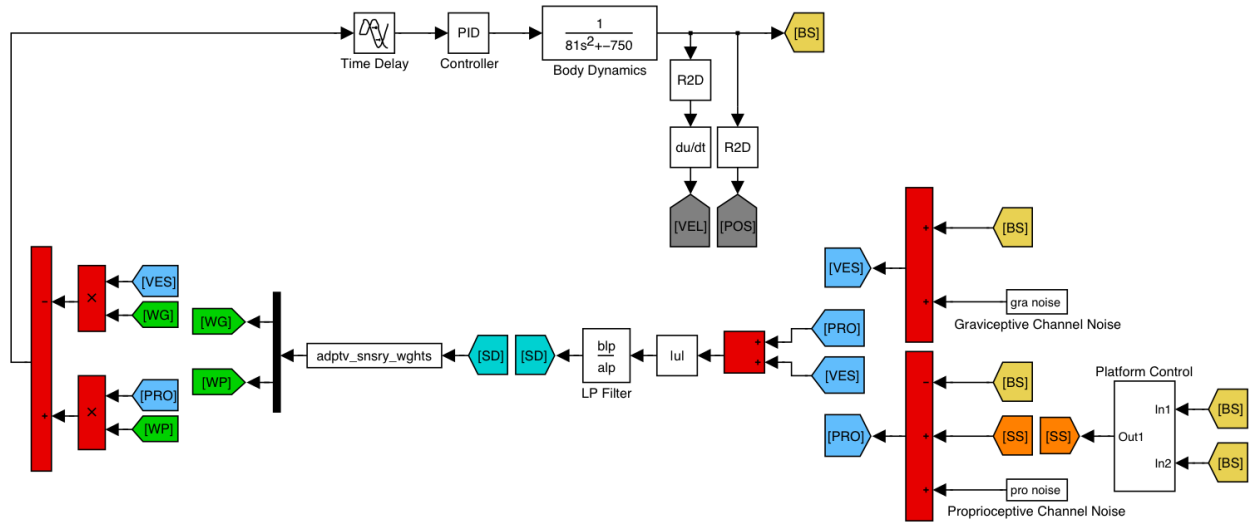 Time Delay
PID
Controller
1
81s²+−750
Body Dynamics
[BS]
R2D
du/dt
R2D
[VEL]
[POS]
[VES]
+
+
[BS]
gra noise
Graviceptive Channel Noise
−
+
×
[VES]
[WG]
×
[PRO]
[WP]
[WG]
[WP]
adptv_snsry_wghts
[SD]
[SD]
blp
alp
LP Filter
|u|
+
+
[PRO]
[VES]
[PRO]
−
+
+
[BS]
[SS]
[SS]
pro noise
Proprioceptive Channel Noise
Platform Control
In1
Out1
In2
[BS]
[BS]